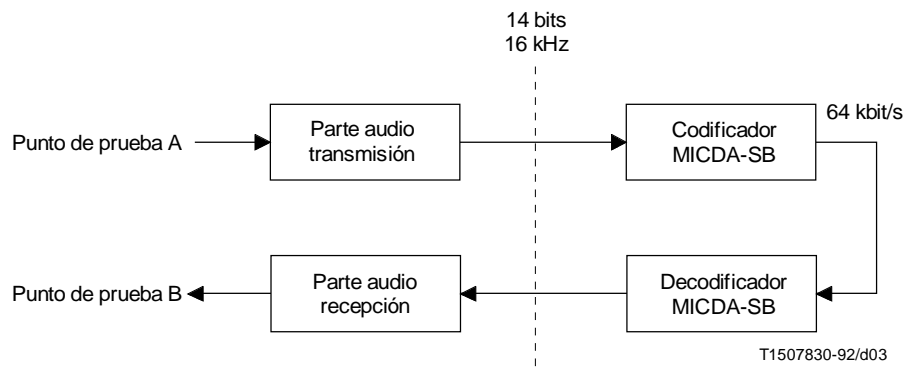 14 bits
16 kHz
64 kbit/s
Punto de prueba A
Parte audio
transmisión
Codificador
MICDA-SB
Punto de prueba B
Parte audio
recepción
Decodificador
MICDA-SB
T1507830-92/d03